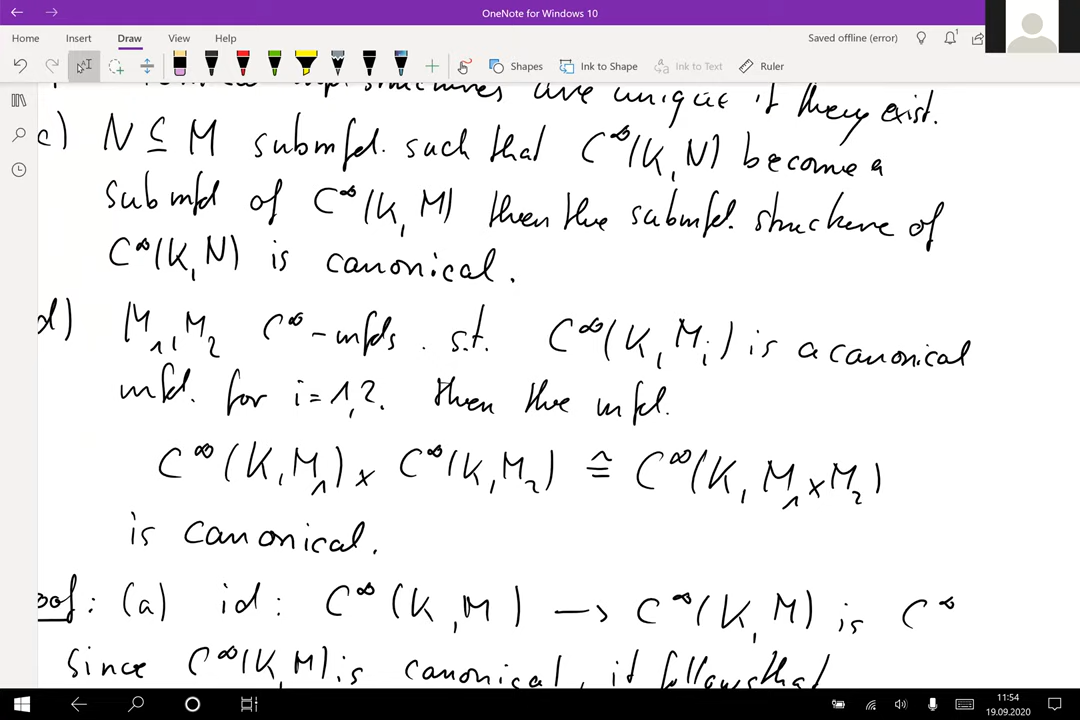 OneNote for Windows 10
Home Insert Draw View Help
Saved offline (error)
Shapes Ink to Shape Ink to Text Ruler
structures are unique if they exist.
c) N ⊆ M submfd. such that C^∞(K, N) become a
submfd of C^∞(K, M) then the submfd. structure of
C^∞(K, N) is canonical.
d) M_1, M_2 C^∞-mfds. s.t. C^∞(K, M_i) is a canonical
mfd. for i = 1, 2. then the mfd.
C^∞(K, M_1) × C^∞(K, M_2) ≅ C^∞(K, M_1 × M_2)
is canonical.
oof: (a) id: C^∞(K, M) → C^∞(K, M) is C^∞
since C^∞(K, M) is canonical, it follows that
11:54
19.09.2020